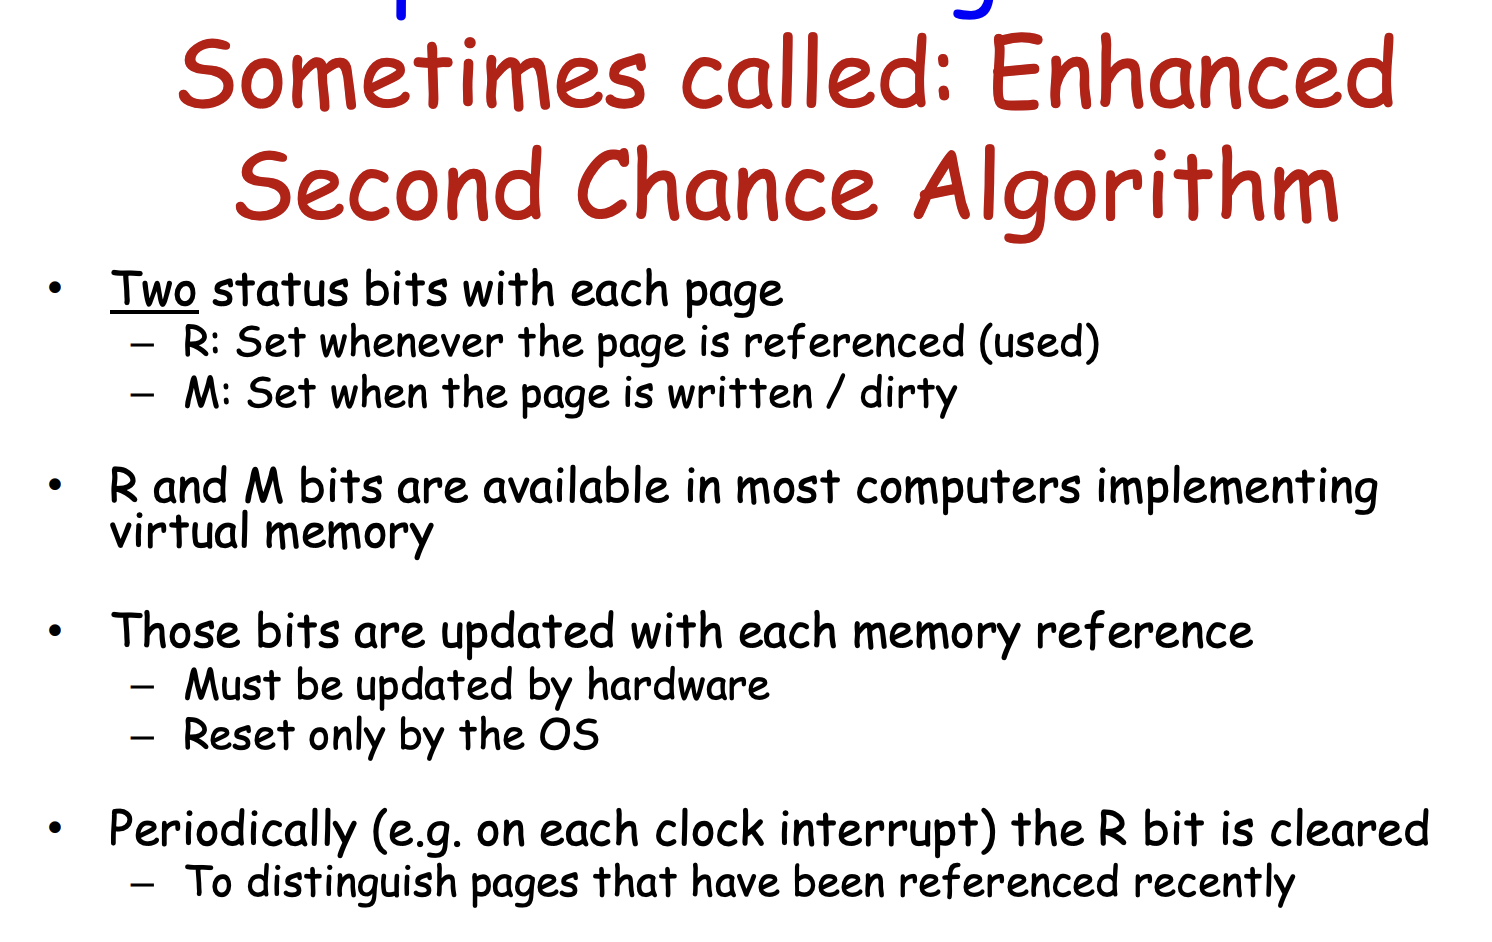 Sometimes called: Enhanced
Second Chance Algorithm
• Two status bits with each page
– R: Set whenever the page is referenced (used)
– M: Set when the page is written / dirty
• R and M bits are available in most computers implementing
virtual memory
• Those bits are updated with each memory reference
– Must be updated by hardware
– Reset only by the OS
• Periodically (e.g. on each clock interrupt) the R bit is cleared
– To distinguish pages that have been referenced recently